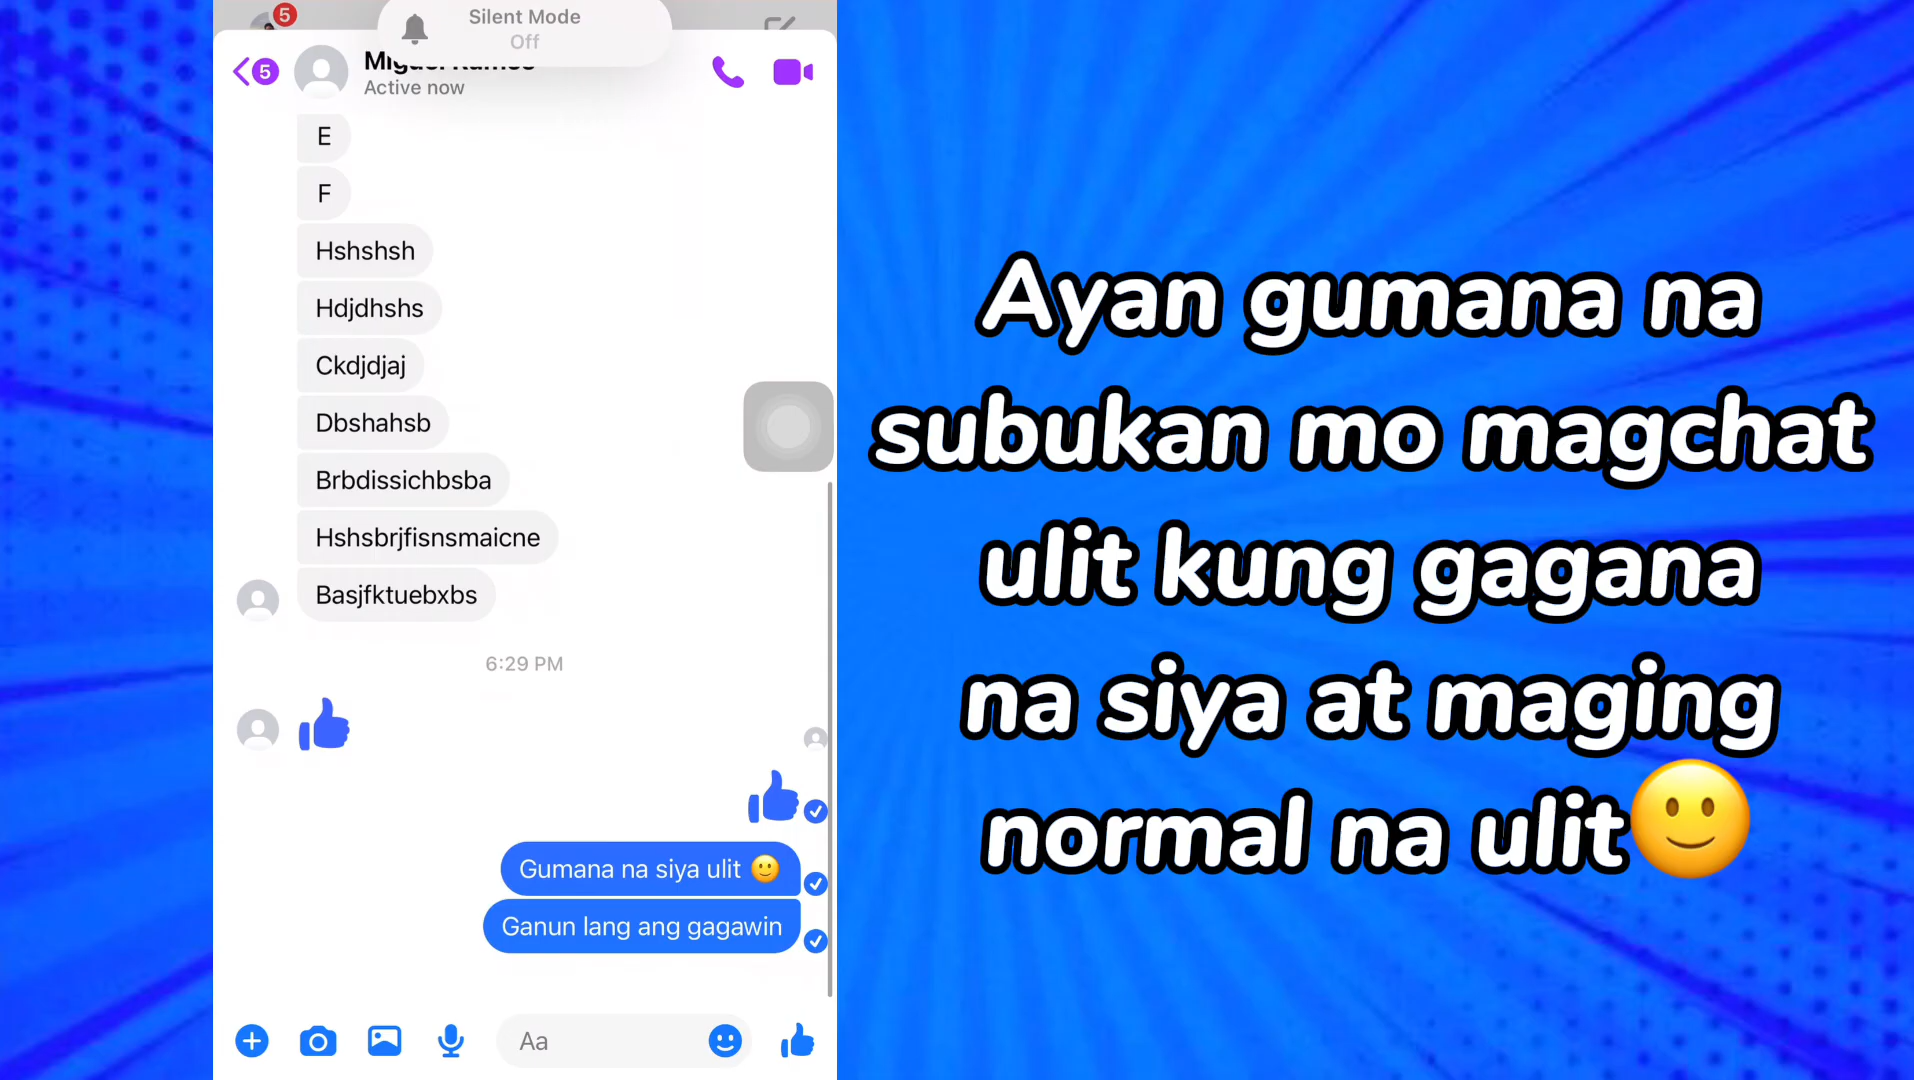 5
Silent Mode
Off
5
Active now
E
F
Hshshsh
Hdjdhshs
Ckdjdjaj
Dbshahsb
Brbdissichbsba
Hshsbrjfisnsmaicne
Basjfktuebxbs
6:29 PM
Gumana na siya ulit 🙂
Ganun lang ang gagawin
Aa
Ayan gumana na
subukan mo magchat
ulit kung gagana
na siya at maging
normal na ulit🙂